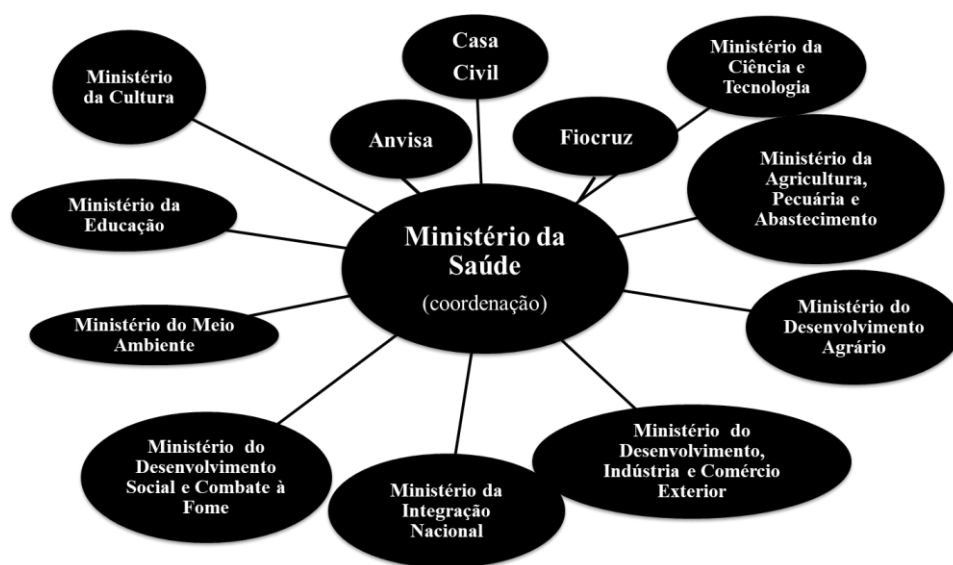 Casa
Civil
Ministério da
Ciência e
Tecnologia
Ministério
da Cultura
Anvisa
Fiocruz
Ministério da
Agricultura,
Pecuária e
Abastecimento
Ministério da
Educação
Ministério da
Saúde
(coordenação)
Ministério do Meio
Ambiente
Ministério do
Desenvolvimento
Agrário
Ministério do
Desenvolvimento
Social e Combate à
Fome
Ministério da
Integração
Nacional
Ministério do
Desenvolvimento,
Indústria e Comércio
Exterior